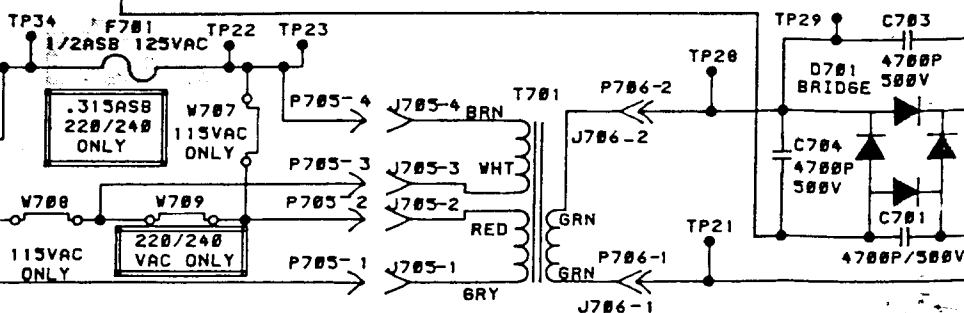 TP34
F701
1/2ASB 125VAC
TP22
TP23
TP29
C703
4700P
500V
.315ASB
220/240
ONLY
W707
115VAC
ONLY
P705-4
J705-4
BRN
T701
P706-2
J706-2
TP28
D701
BRIDGE
C704
4700P
500V
P705-3
J705-3
WHT
W708
W709
P705-2
J705-2
RED
GRN
TP21
C701
4700P/500V
115VAC
ONLY
220/240
VAC ONLY
P705-1
J705-1
GRY
GRN
P706-1
J706-1